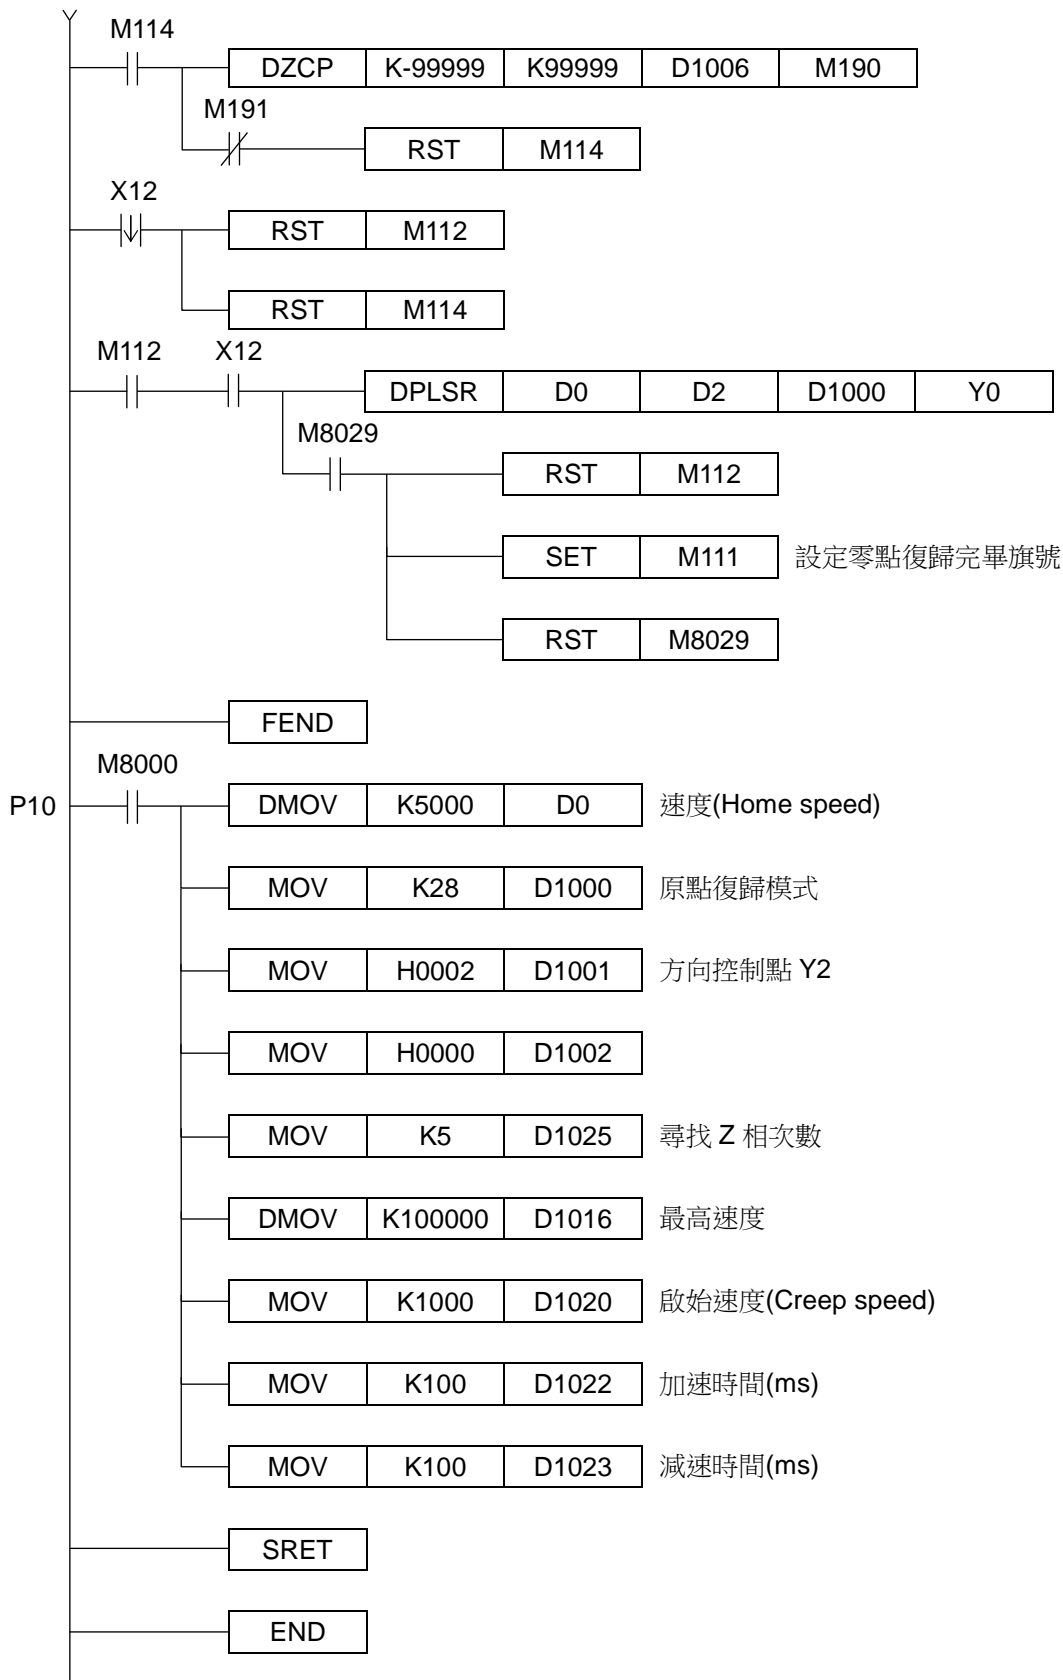 M114
DZCP K-99999 K99999 D1006 M190
M191
RST M114
X12
RST M112
RST M114
M112 X12
DPLSR D0 D2 D1000 Y0
M8029
RST M112
SET M111 設定零點復歸完畢旗號
RST M8029
FEND
M8000
P10 DMOV K5000 D0 速度(Home speed)
MOV K28 D1000 原點復歸模式
MOV H0002 D1001 方向控制點 Y2
MOV H0000 D1002
MOV K5 D1025 尋找 Z 相次數
DMOV K100000 D1016 最高速度
MOV K1000 D1020 啟始速度(Creep speed)
MOV K100 D1022 加速時間(ms)
MOV K100 D1023 減速時間(ms)
SRET
END